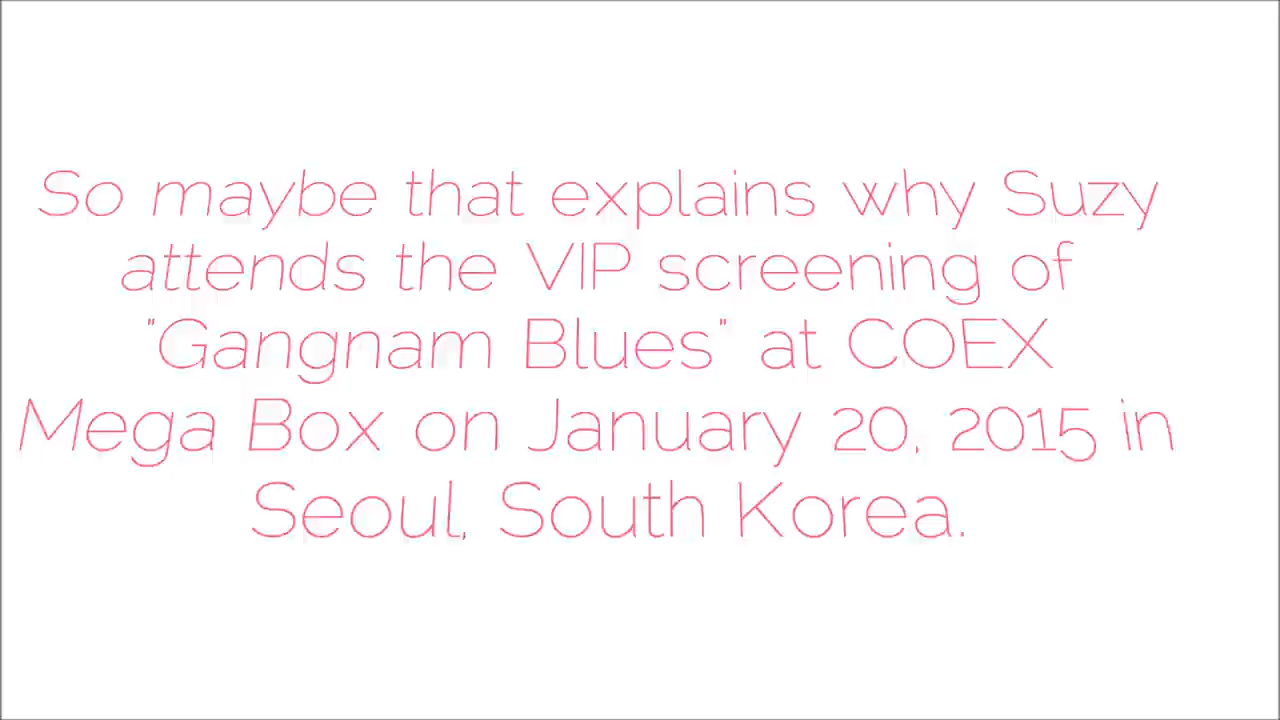 So maybe that explains why Suzy
attends the VIP screening of
"Gangnam Blues" at COEX
Mega Box on January 20, 2015 in
Seoul, South Korea.